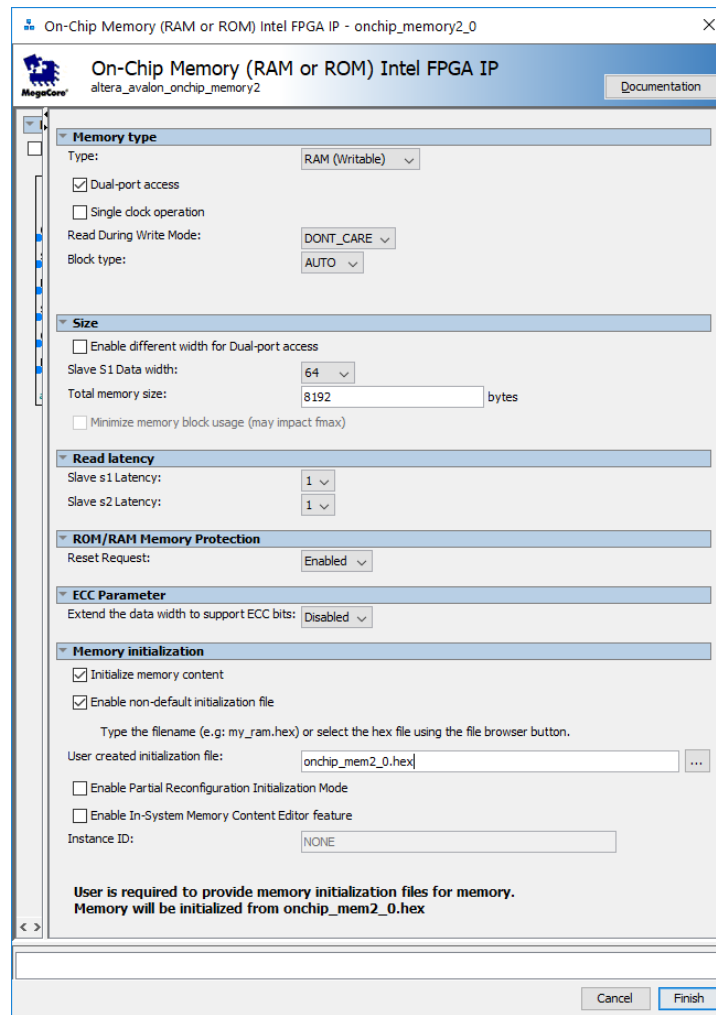 On-Chip Memory (RAM or ROM) Intel FPGA IP - onchip_memory2_0
On-Chip Memory (RAM or ROM) Intel FPGA IP
altera_avalon_onchip_memory2
MegaCore®
Documentation
Memory type
Type: RAM (Writable)
Dual-port access
Single clock operation
Read During Write Mode: DONT_CARE
Block type: AUTO
Size
Enable different width for Dual-port access
Slave S1 Data width: 64
Total memory size: 8192 bytes
Minimize memory block usage (may impact fmax)
Read latency
Slave s1 Latency: 1
Slave s2 Latency: 1
ROM/RAM Memory Protection
Reset Request: Enabled
ECC Parameter
Extend the data width to support ECC bits: Disabled
Memory initialization
Initialize memory content
Enable non-default initialization file
Type the filename (e.g: my_ram.hex) or select the hex file using the file browser button.
User created initialization file: onchip_mem2_0.hex ...
Enable Partial Reconfiguration Initialization Mode
Enable In-System Memory Content Editor feature
Instance ID: NONE
User is required to provide memory initialization files for memory.
Memory will be initialized from onchip_mem2_0.hex
Cancel Finish